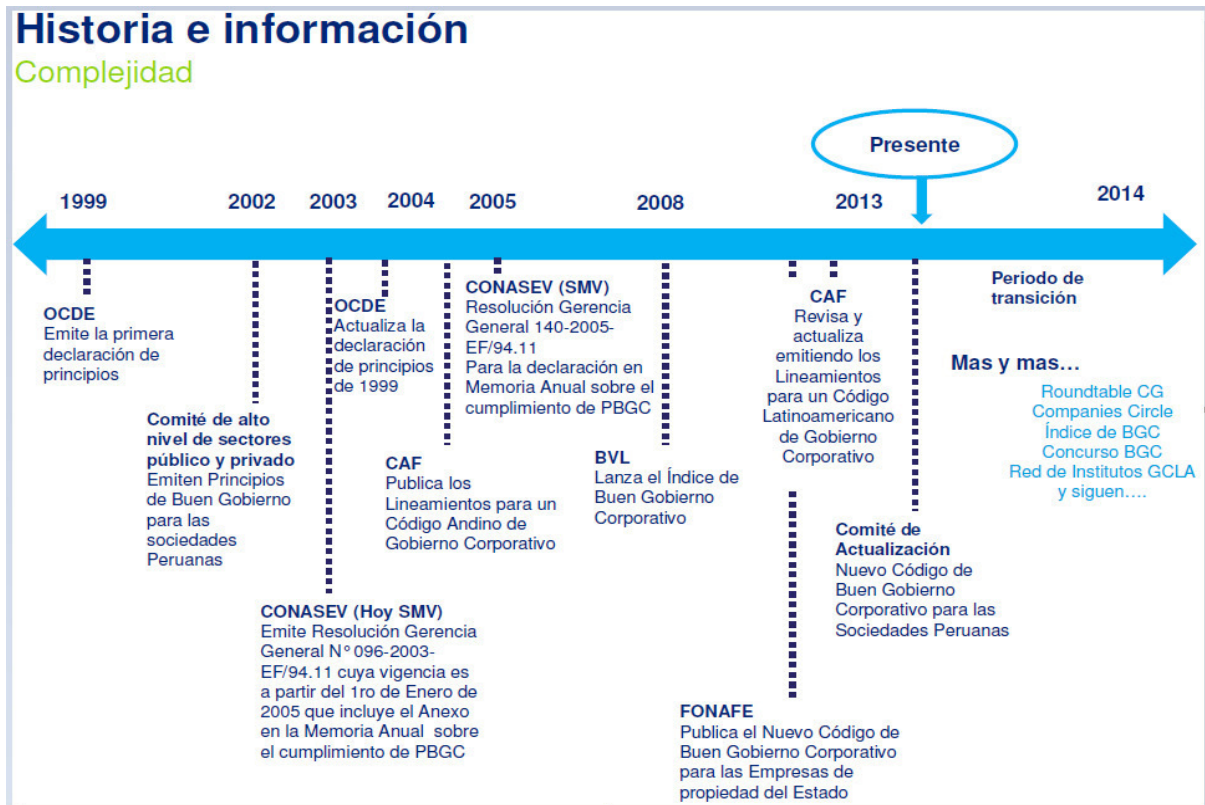 Historia e información
Complejidad
Presente
1999
2002
2003
2004
2005
2008
2013
2014
OCDE
Emite la primera
declaración de
principios
Comité de alto
nivel de sectores
público y privado
Emiten Principios
de Buen Gobierno
para las
sociedades
Peruanas
CONASEV (Hoy SMV)
Emite Resolución Gerencia
General N° 096-2003-
EF/94.11 cuya vigencia es
a partir del 1ro de Enero de
2005 que incluye el Anexo
en la Memoria Anual sobre
el cumplimiento de PBGC
OCDE
Actualiza la
declaración
de principios
de 1999
CAF
Publica los
Lineamientos para un
Código Andino de
Gobierno Corporativo
CONASEV (SMV)
Resolución Gerencia
General 140-2005-
EF/94.11
Para la declaración en
Memoria Anual sobre el
cumplimiento de PBGC
BVL
Lanza el Índice de
Buen Gobierno
Corporativo
FONAFE
Publica el Nuevo Código de
Buen Gobierno Corporativo
para las Empresas de
propiedad del Estado
CAF
Revisa y
actualiza
emitiendo los
Lineamientos
para un Código
Latinoamericano
de Gobierno
Corporativo
Comité de
Actualización
Nuevo Código de
Buen Gobierno
Corporativo para las
Sociedades Peruanas
Periodo de
transición
Mas y mas…
Roundtable CG
Companies Circle
Índice de BGC
Concurso BGC
Red de Institutos GCLA
y siguen….